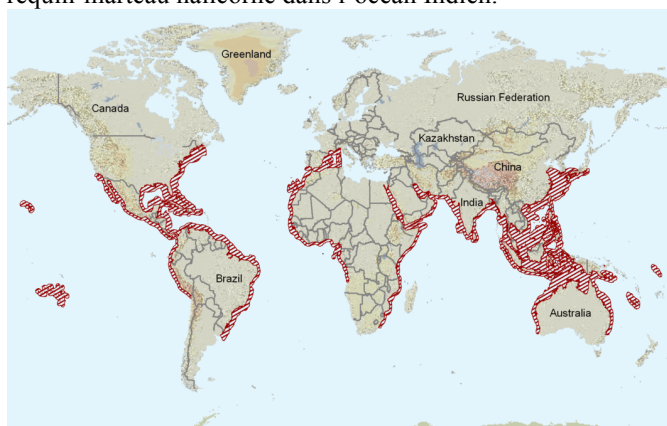 requin-marteau halicorne dans l'océan Indien.
Greenland
Canada
Russian Federation
Kazakhstan
China
India
Brazil
Australia